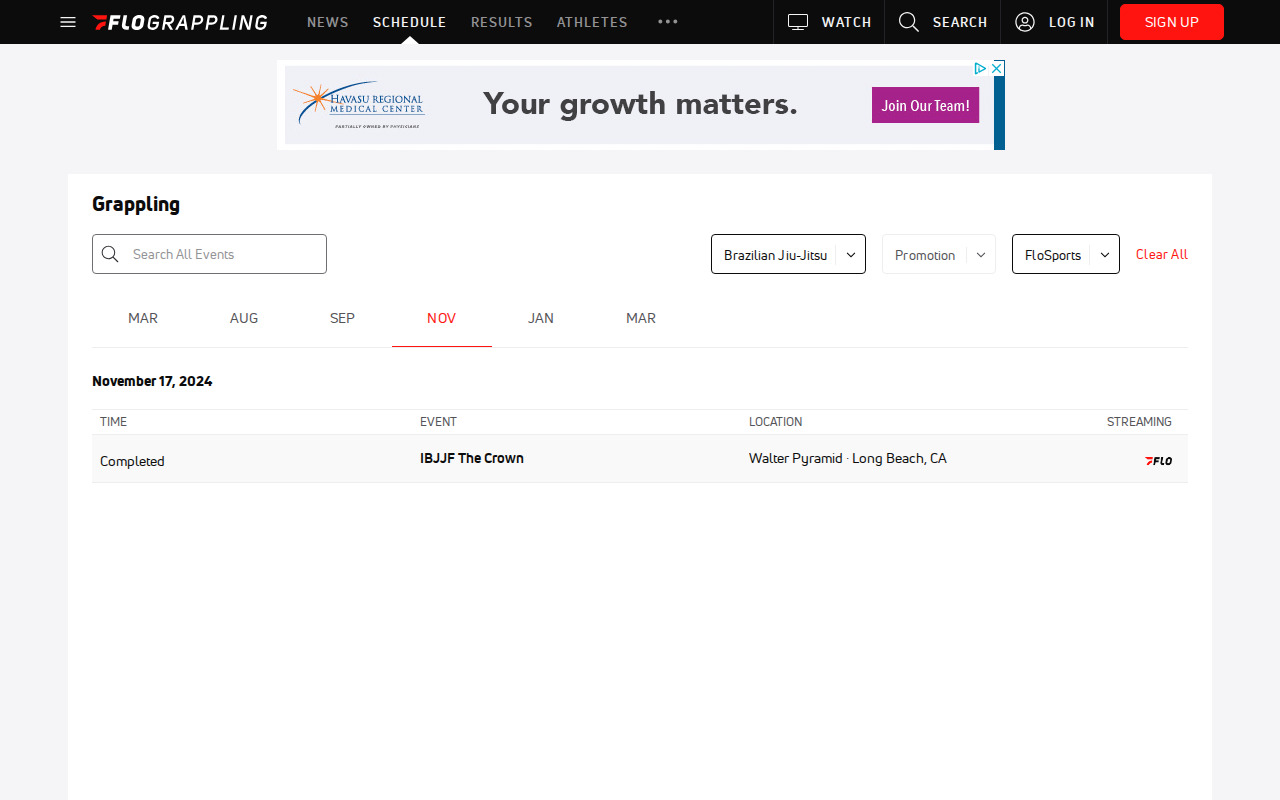 FLOGRAPPLING
NEWS
SCHEDULE
RESULTS
ATHLETES
WATCH
SEARCH
LOG IN
SIGN UP
HAVASU REGIONAL
MEDICAL CENTER
PARTIALLY OWNED BY PHYSICIANS
Your growth matters.
Join Our Team!
Grappling
Search All Events
Brazilian Jiu-Jitsu
Promotion
FloSports
Clear All
MAR
AUG
SEP
NOV
JAN
MAR
November 17, 2024
TIME
EVENT
LOCATION
STREAMING
Completed
IBJJF The Crown
Walter Pyramid · Long Beach, CA
FLO